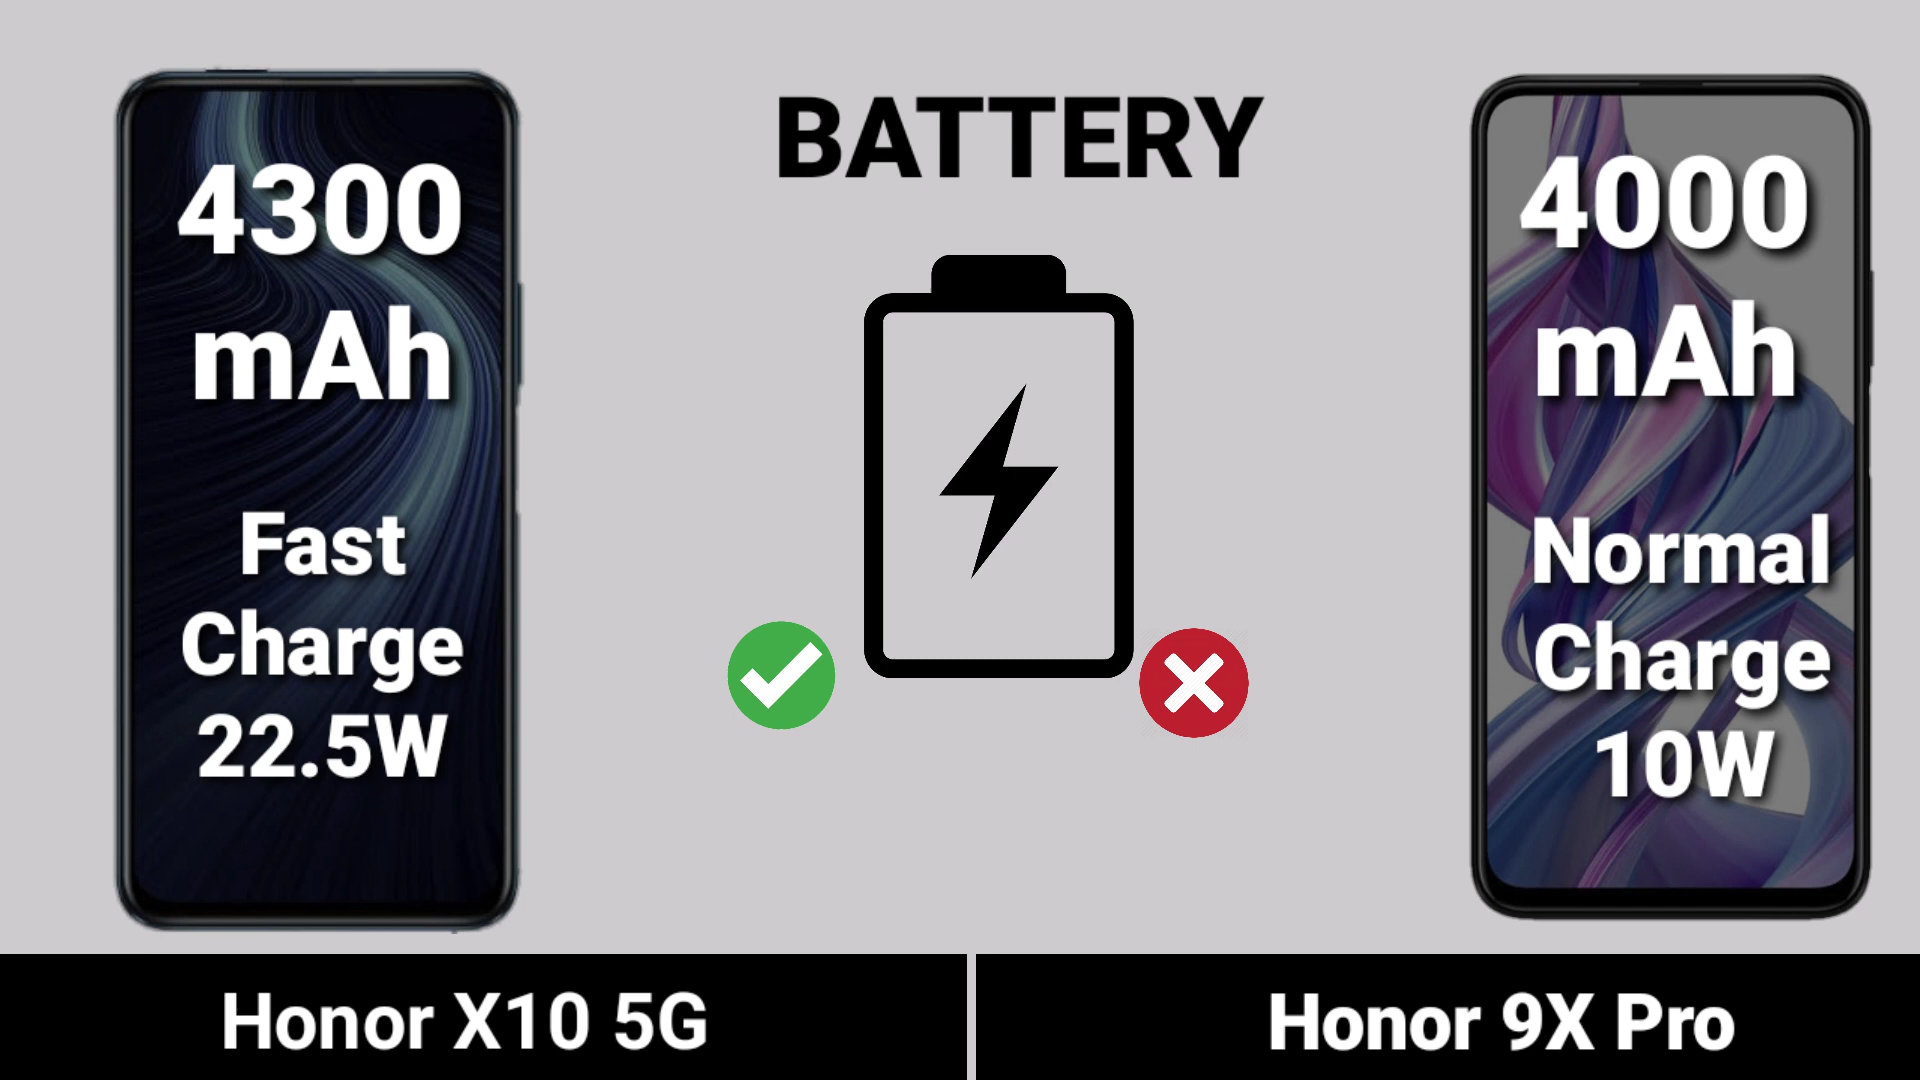 BATTERY
4300
mAh
Fast
Charge
22.5W
4000
mAh
Normal
Charge
10W
Honor X10 5G
Honor 9X Pro